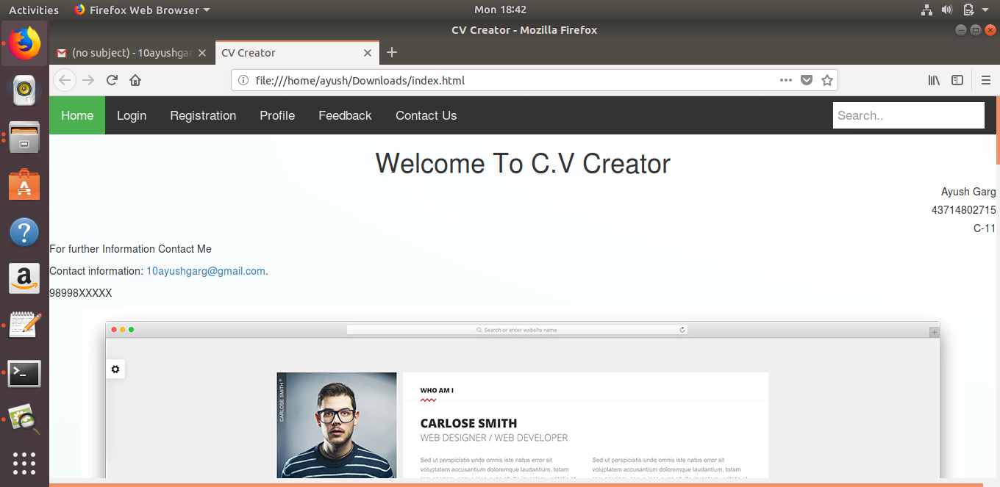 Activities Firefox Web Browser Mon 18:42
CV Creator - Mozilla Firefox
(no subject) - 10ayushgar CV Creator
file:///home/ayush/Downloads/index.html
Home Login Registration Profile Feedback Contact Us Search..
Welcome To C.V Creator
Ayush Garg
43714802715
C-11
For further Information Contact Me
Contact information: 10ayushgarg@gmail.com.
98998XXXXX
Search or enter website name
CARLOSE SMITH ®
WHO AM I
CARLOSE SMITH
WEB DESIGNER / WEB DEVELOPER
Sed ut perspiciatis unde omnis iste natus error sit Sed ut perspiciatis unde omnis iste natus error sit
voluptatem accusantium doloremque laudantium, totam voluptatem accusantium doloremque laudantium, totam